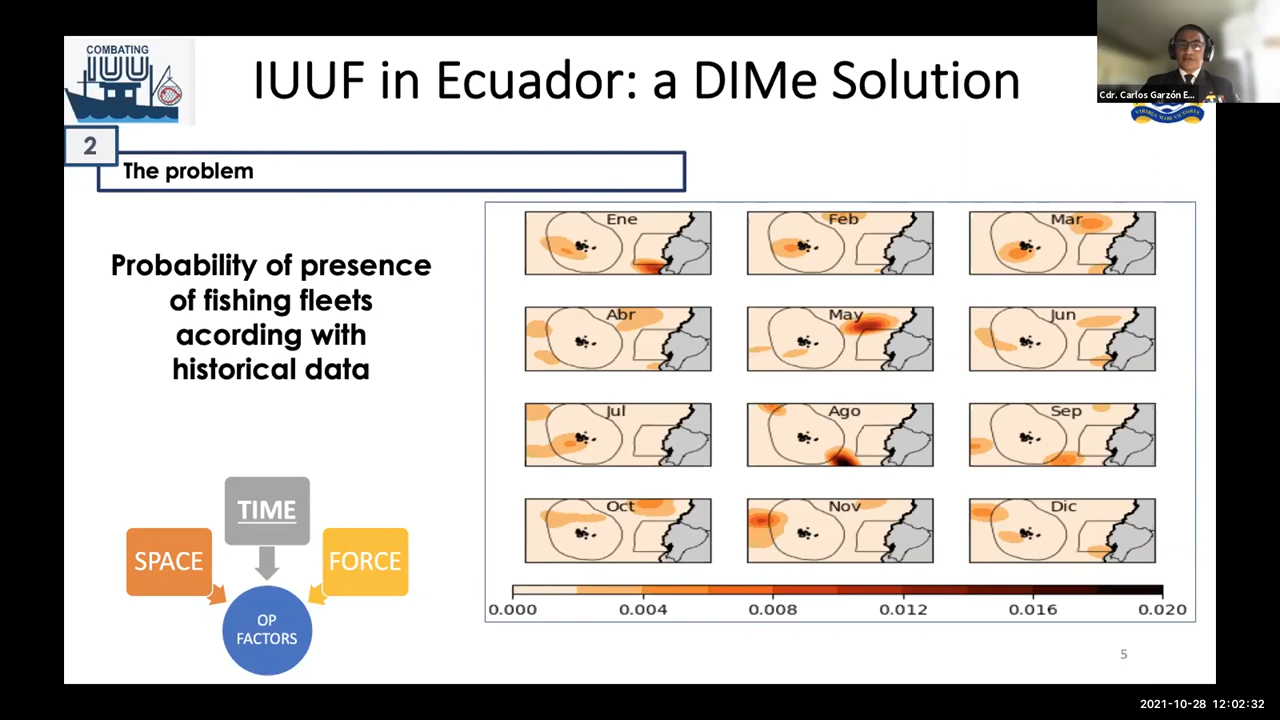 COMBATING
IUU
IUUF in Ecuador: a DIMe Solution
Cdr. Carlos Garzón E...
VIRIBUS MARI VICTORIA
2
The problem
Probability of presence
of fishing fleets
acording with
historical data
TIME
SPACE
FORCE
OP
FACTORS
Ene
Feb
Mar
Abr
May
Jun
Jul
Ago
Sep
Oct
Nov
Dic
0.000 0.004 0.008 0.012 0.016 0.020
5
2021-10-28 12:02:32